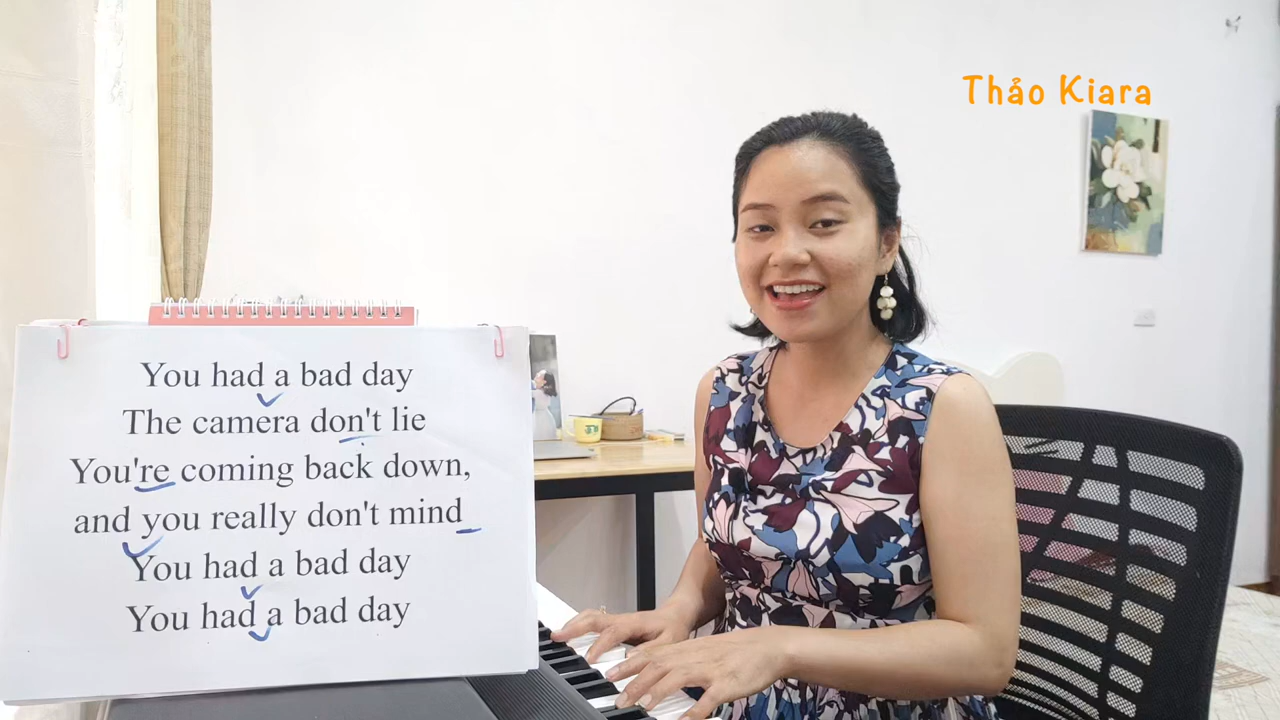 Thảo Kiara
You had a bad day
The camera don't lie
You're coming back down,
and you really don't mind
You had a bad day
You had a bad day